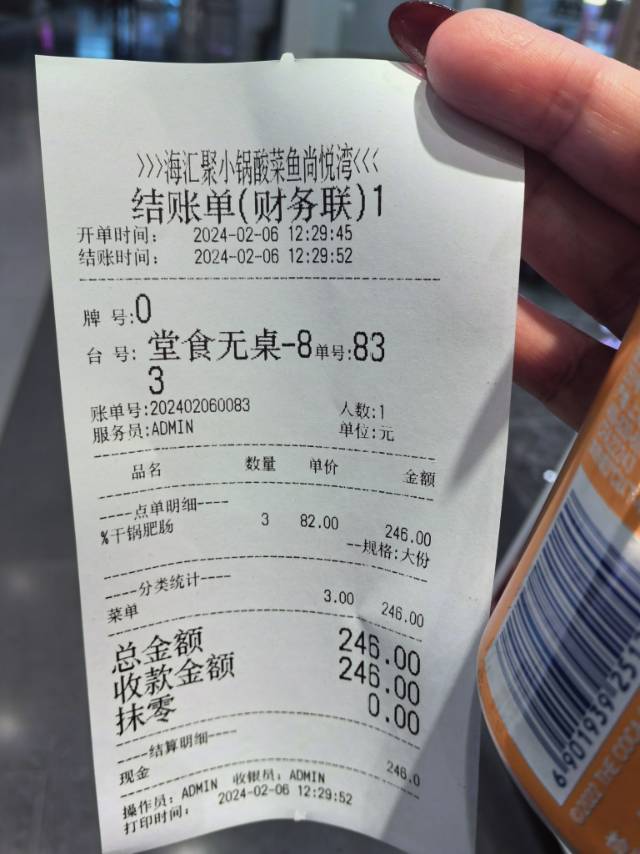 >>>海汇聚小锅酸菜鱼尚悦湾<<<
结账单(财务联)1
开单时间: 2024-02-06 12:29:45
结账时间: 2024-02-06 12:29:52
牌 号:0
台 号: 堂食无桌-8 单号:83
3
账单号:202402060083 人数:1
服务员:ADMIN 单位:元
品名 数量 单价 金额
----点单明细----
%干锅肥肠 3 82.00 246.00
--规格:大份
----分类统计----
菜单 3.00 246.00
总金额 246.00
收款金额 246.00
抹零 0.00
----结算明细----
现金 246.0
操作员: ADMIN 收银员: ADMIN
打印时间: 2024-02-06 12:29:52
6 901939 251
©2022 THE COCA